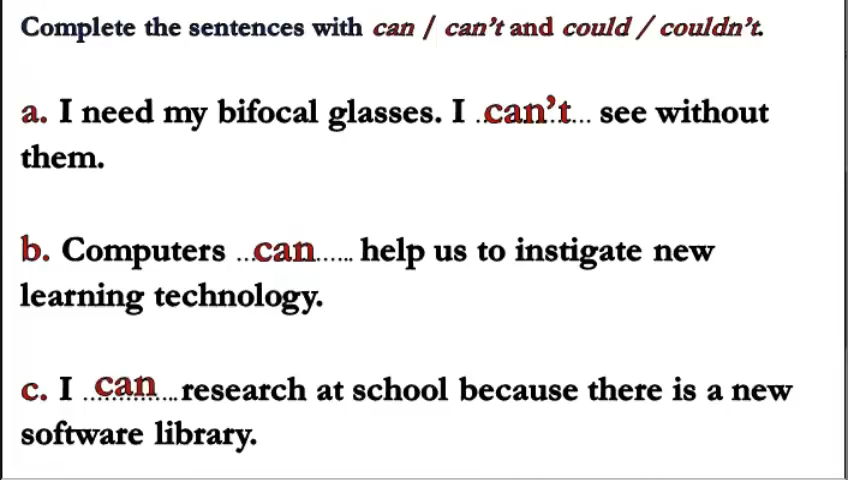 Complete the sentences with can / can't and could / couldn't.
a. I need my bifocal glasses. I ..can't... see without
them.
b. Computers ...can...... help us to instigate new
learning technology.
c. I ..can...research at school because there is a new
software library.